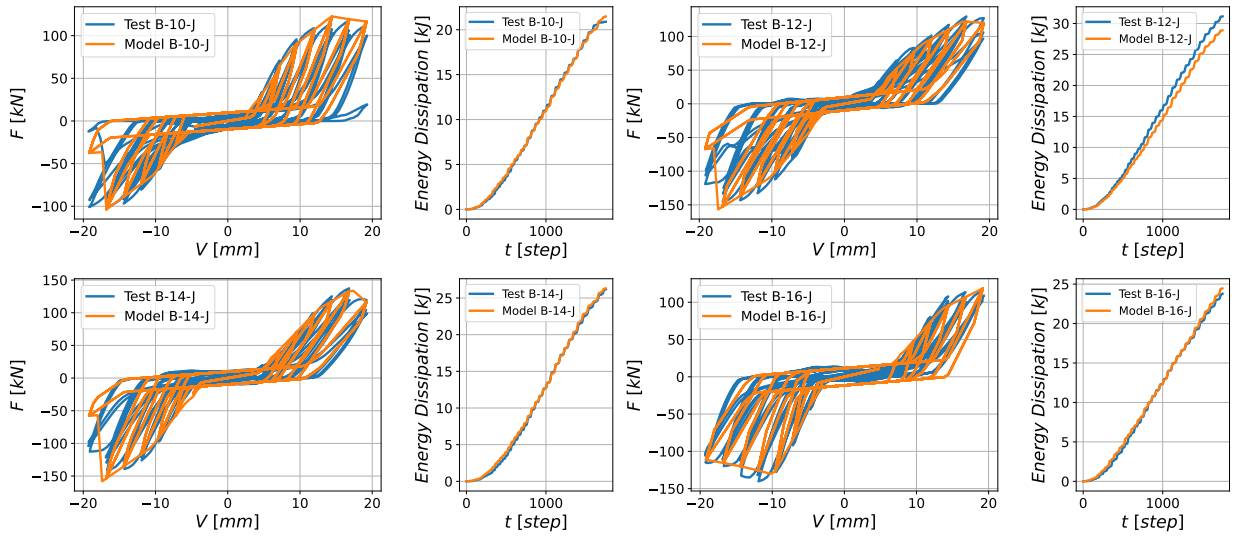 Test B-10-J
Model B-10-J
100
50
0
−50
−100
F [kN]
−20
−10
0
10
20
V [mm]
Test B-10-J
Model B-10-J
20
15
10
5
0
Energy Dissipation [kJ]
0
1000
t [step]
Test B-12-J
Model B-12-J
100
50
0
−50
−100
−150
F [kN]
−20
−10
0
10
20
V [mm]
Test B-12-J
Model B-12-J
30
25
20
15
10
5
0
Energy Dissipation [kJ]
0
1000
t [step]
Test B-14-J
Model B-14-J
150
100
50
0
−50
−100
−150
F [kN]
−20
−10
0
10
20
V [mm]
Test B-14-J
Model B-14-J
25
20
15
10
5
0
Energy Dissipation [kJ]
0
1000
t [step]
Test B-16-J
Model B-16-J
100
50
0
−50
−100
−150
F [kN]
−20
−10
0
10
20
V [mm]
Test B-16-J
Model B-16-J
25
20
15
10
5
0
Energy Dissipation [kJ]
0
1000
t [step]